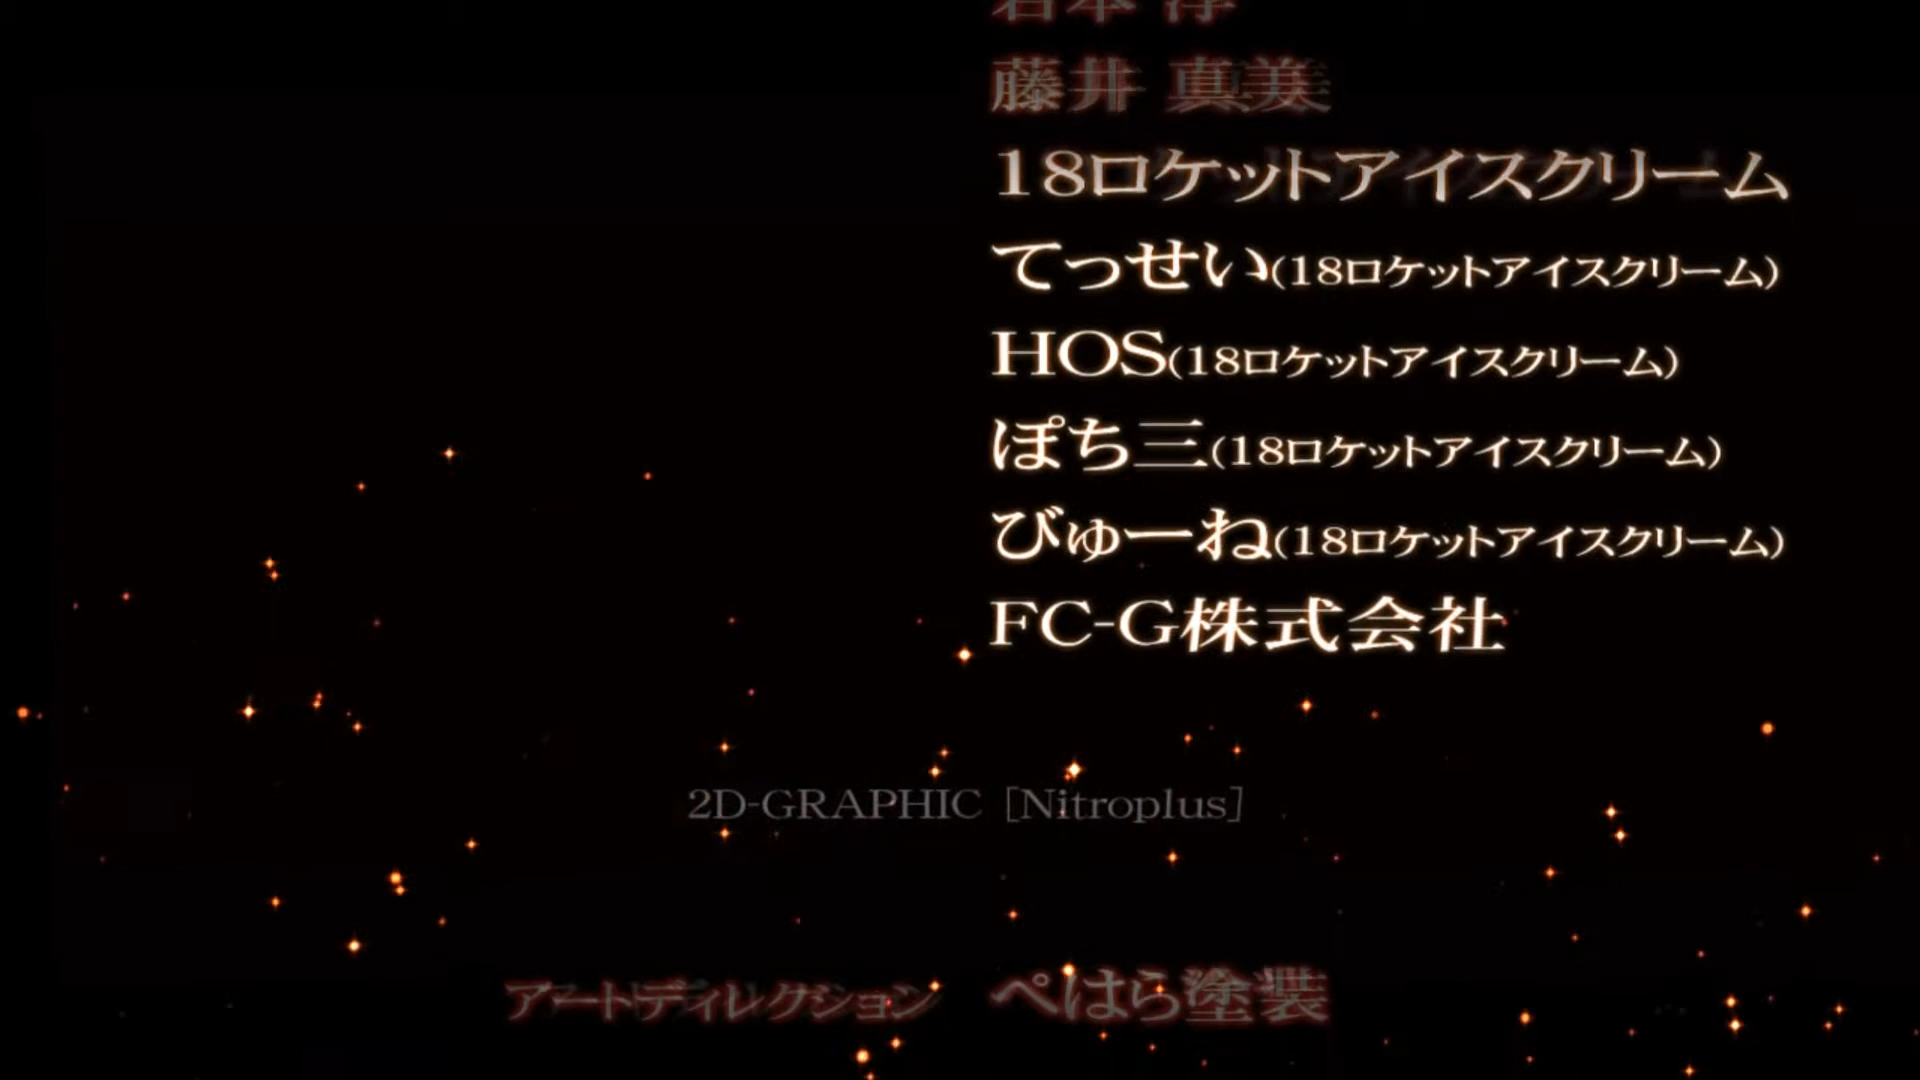 岩本 淳
藤井 真美
18ロケットアイスクリーム
てっせい(18ロケットアイスクリーム)
HOS(18ロケットアイスクリーム)
ぽち三(18ロケットアイスクリーム)
びゅーね(18ロケットアイスクリーム)
FC-G株式会社
2D-GRAPHIC [Nitroplus]
アートディレクション ぺはら塗装